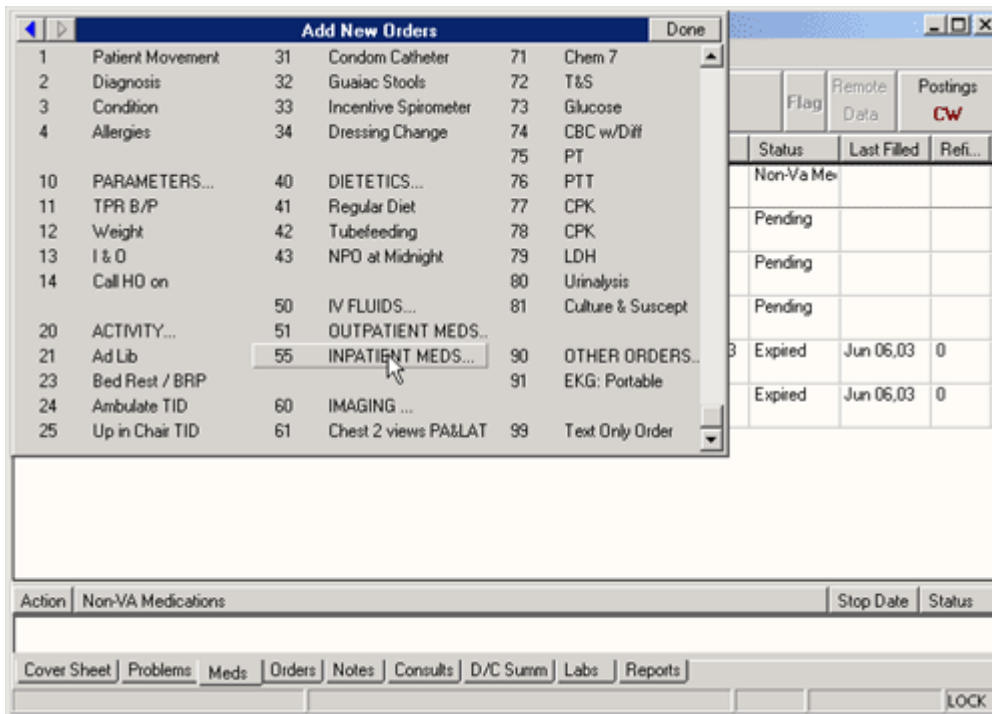 Add New Orders Done
1 Patient Movement 31 Condom Catheter 71 Chem 7
2 Diagnosis 32 Guaiac Stools 72 T&S
3 Condition 33 Incentive Spirometer 73 Glucose
4 Allergies 34 Dressing Change 74 CBC w/Diff
75 PT
10 PARAMETERS... 40 DIETETICS... 76 PTT
11 TPR B/P 41 Regular Diet 77 CPK
12 Weight 42 Tubefeeding 78 CPK
13 I & O 43 NPO at Midnight 79 LDH
14 Call HO on 80 Urinalysis
50 IV FLUIDS... 81 Culture & Suscept
20 ACTIVITY... 51 OUTPATIENT MEDS..
21 Ad Lib 55 INPATIENT MEDS... 90 OTHER ORDERS..
23 Bed Rest / BRP 91 EKG: Portable
24 Ambulate TID 60 IMAGING ...
25 Up in Chair TID 61 Chest 2 views PA&LAT 99 Text Only Order
Flag Remote Data Postings CW
Status Last Filled Refi...
Non-Va Me
Pending
Pending
Pending
3 Expired Jun 06,03 0
Expired Jun 06,03 0
Action Non-VA Medications Stop Date Status
Cover Sheet Problems Meds Orders Notes Consults D/C Summ Labs Reports
LOCK